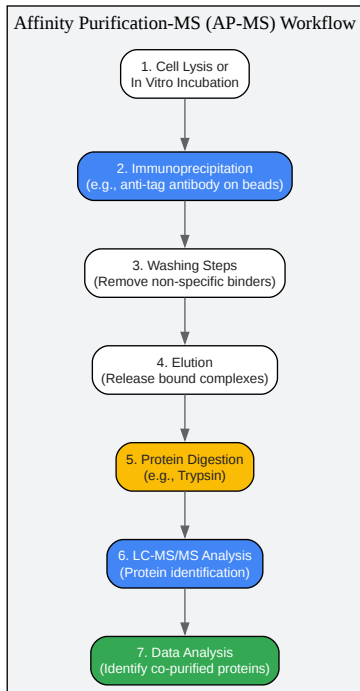 Affinity Purification-MS (AP-MS) Workflow
1. Cell Lysis or
In Vitro Incubation
2. Immunoprecipitation
(e.g., anti-tag antibody on beads)
3. Washing Steps
(Remove non-specific binders)
4. Elution
(Release bound complexes)
5. Protein Digestion
(e.g., Trypsin)
6. LC-MS/MS Analysis
(Protein identification)
7. Data Analysis
(Identify co-purified proteins)